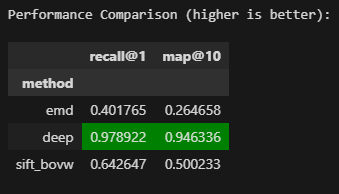 Performance Comparison (higher is better):
recall@1 map@10
method
emd 0.401765 0.264658
deep 0.978922 0.946336
sift_bovw 0.642647 0.500233